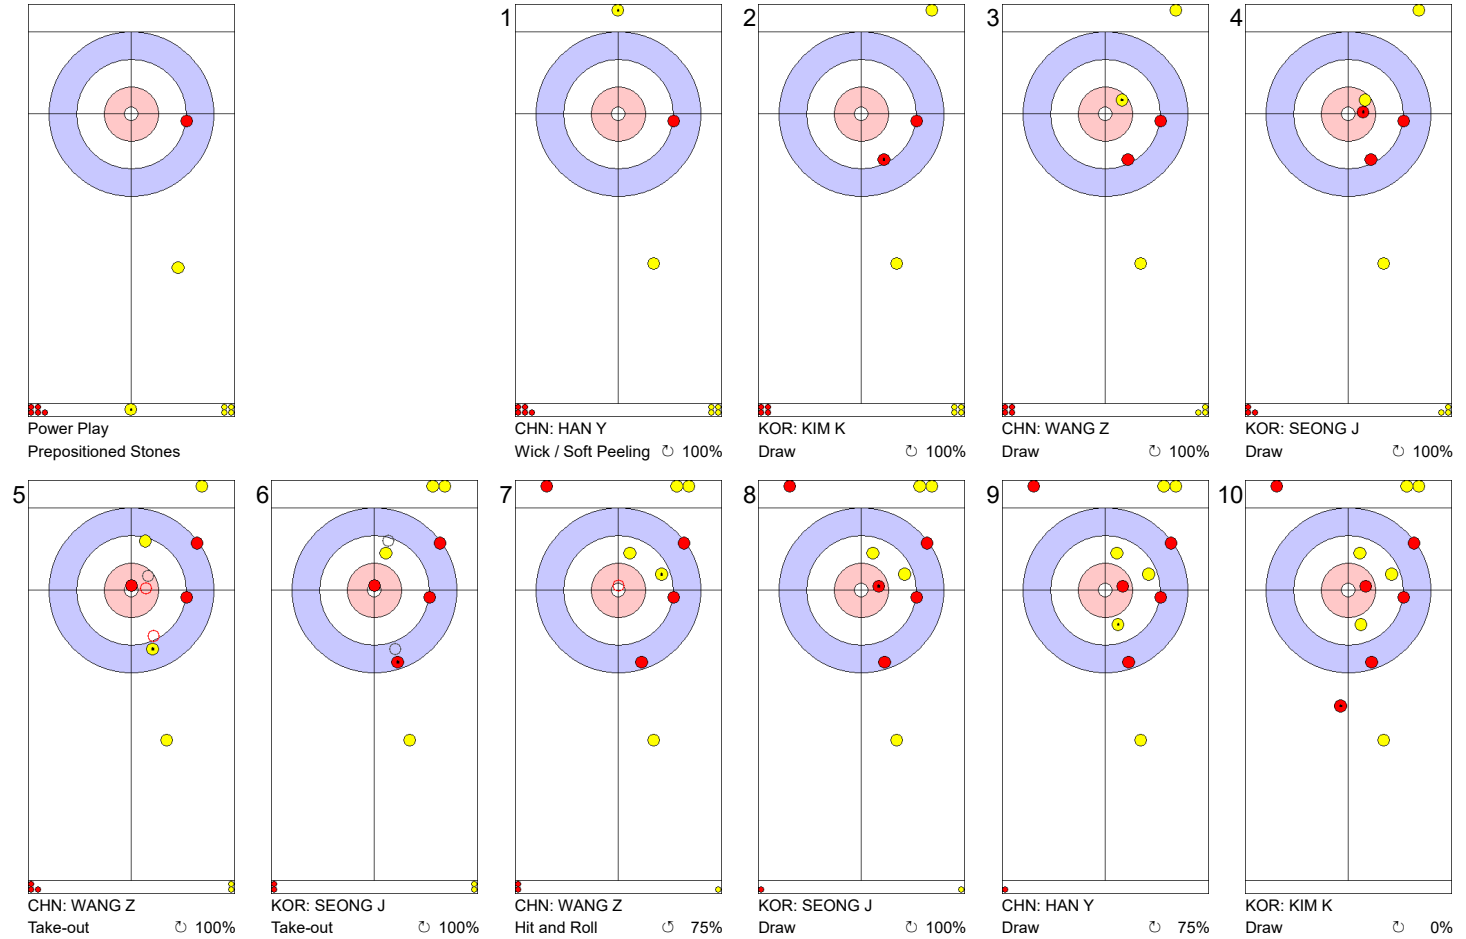 Power Play
Prepositioned Stones
1
CHN: HAN Y
Wick / Soft Peeling ↻ 100%
2
KOR: KIM K
Draw ↻ 100%
3
CHN: WANG Z
Draw ↻ 100%
4
KOR: SEONG J
Draw ↻ 100%
5
CHN: WANG Z
Take-out ↻ 100%
6
KOR: SEONG J
Take-out ↻ 100%
7
CHN: WANG Z
Hit and Roll ↺ 75%
8
KOR: SEONG J
Draw ↻ 100%
9
CHN: HAN Y
Draw ↻ 75%
10
KOR: KIM K
Draw ↻ 0%